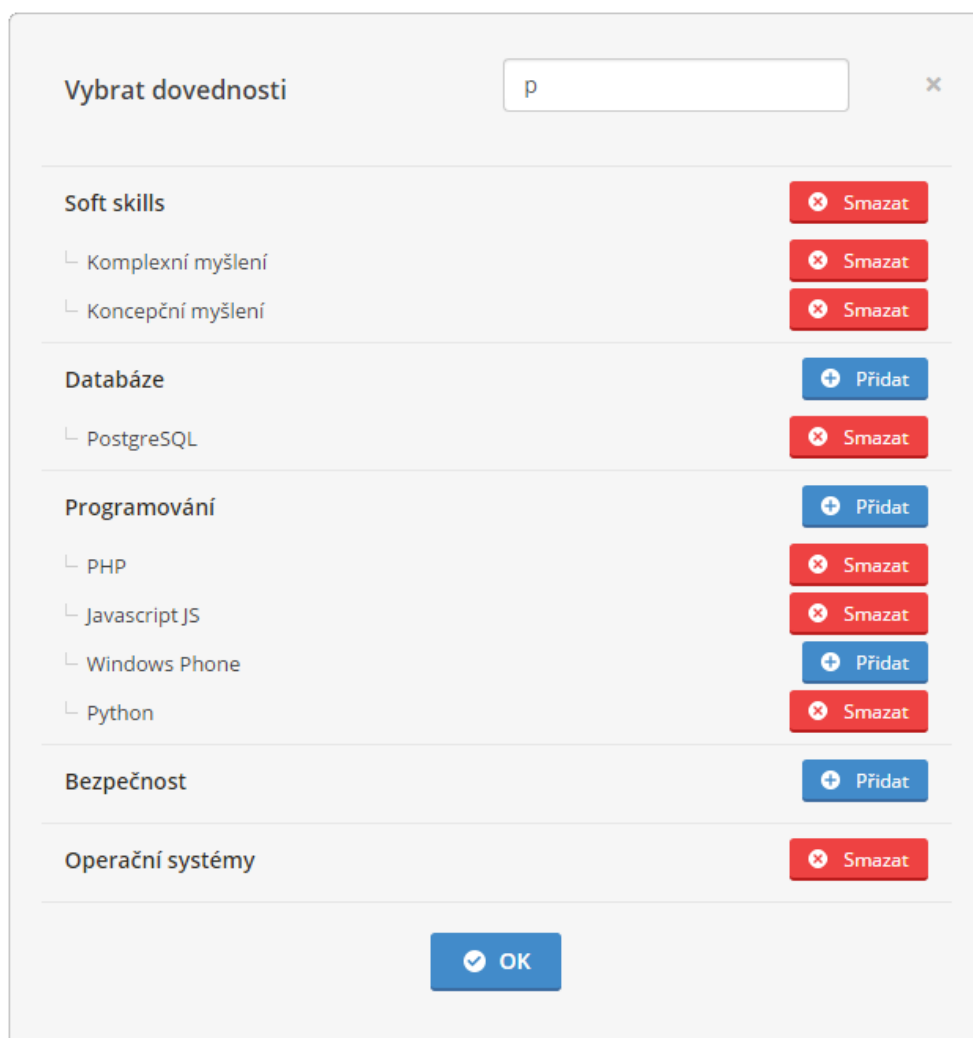 Vybrat dovednosti p ×
Soft skills Smazat
Komplexní myšlení Smazat
Koncepční myšlení Smazat
Databáze Přidat
PostgreSQL Smazat
Programování Přidat
PHP Smazat
Javascript JS Smazat
Windows Phone Přidat
Python Smazat
Bezpečnost Přidat
Operační systémy Smazat
OK